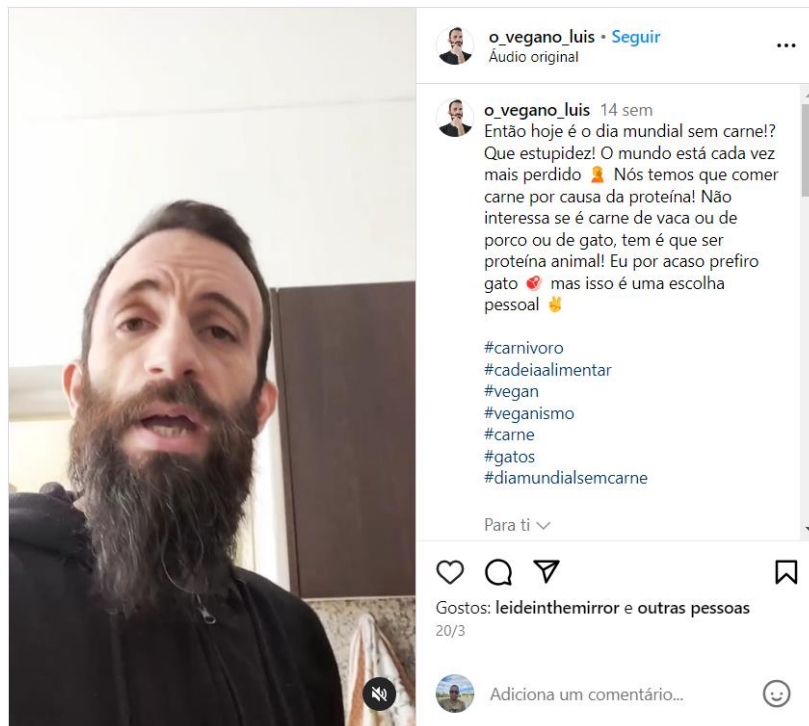 o_vegano_luis • Seguir
Áudio original
o_vegano_luis 14 sem
Então hoje é o dia mundial sem carne!?
Que estupidez! O mundo está cada vez
mais perdido 🤦 Nós temos que comer
carne por causa da proteína! Não
interessa se é carne de vaca ou de
porco ou de gato, tem é que ser
proteína animal! Eu por acaso prefiro
gato 🥩 mas isso é uma escolha
pessoal ✌️
#carnivoro
#cadeiaalimentar
#vegan
#veganismo
#carne
#gatos
#diamundialsemcarne
Para ti
Gostos: leideinthemirror e outras pessoas
20/3
Adiciona um comentário...